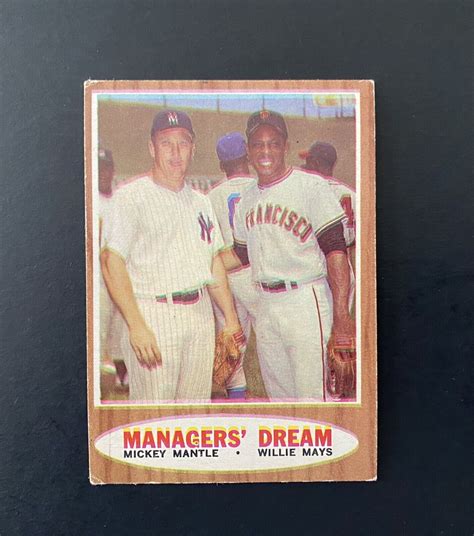 FRANCISCO
MANAGERS' DREAM
MICKEY MANTLE • WILLIE MAYS